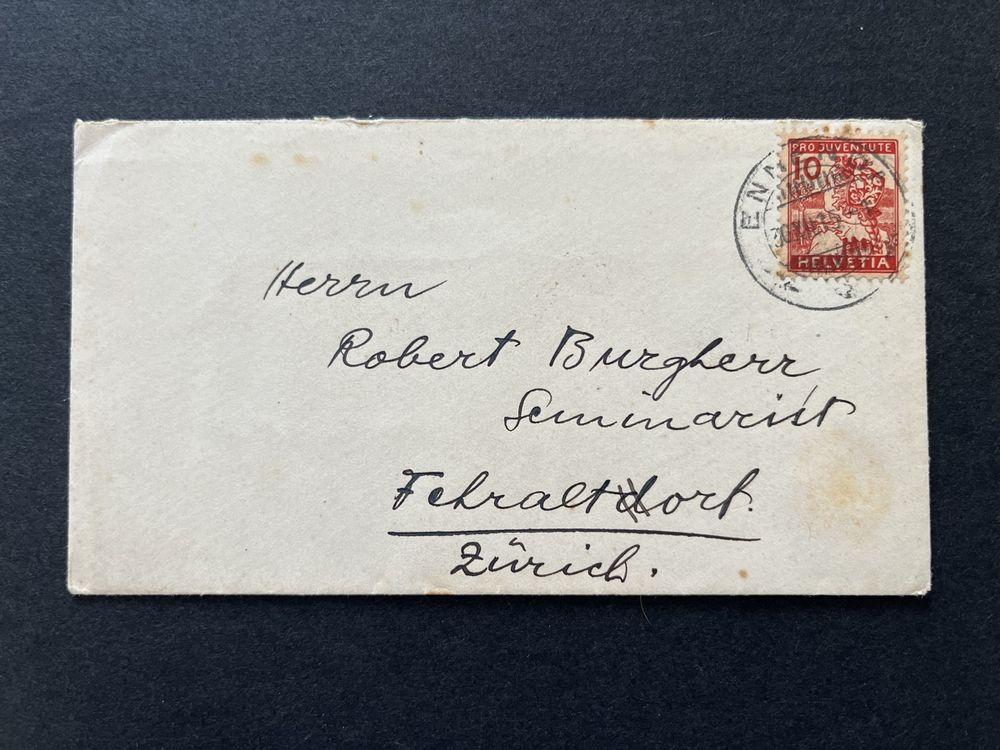 PRO JUVENTUTE
10
HELVETIA
Herrn
Robert Burgherr
Seminarist
Fehraltdorf.
Zürich.